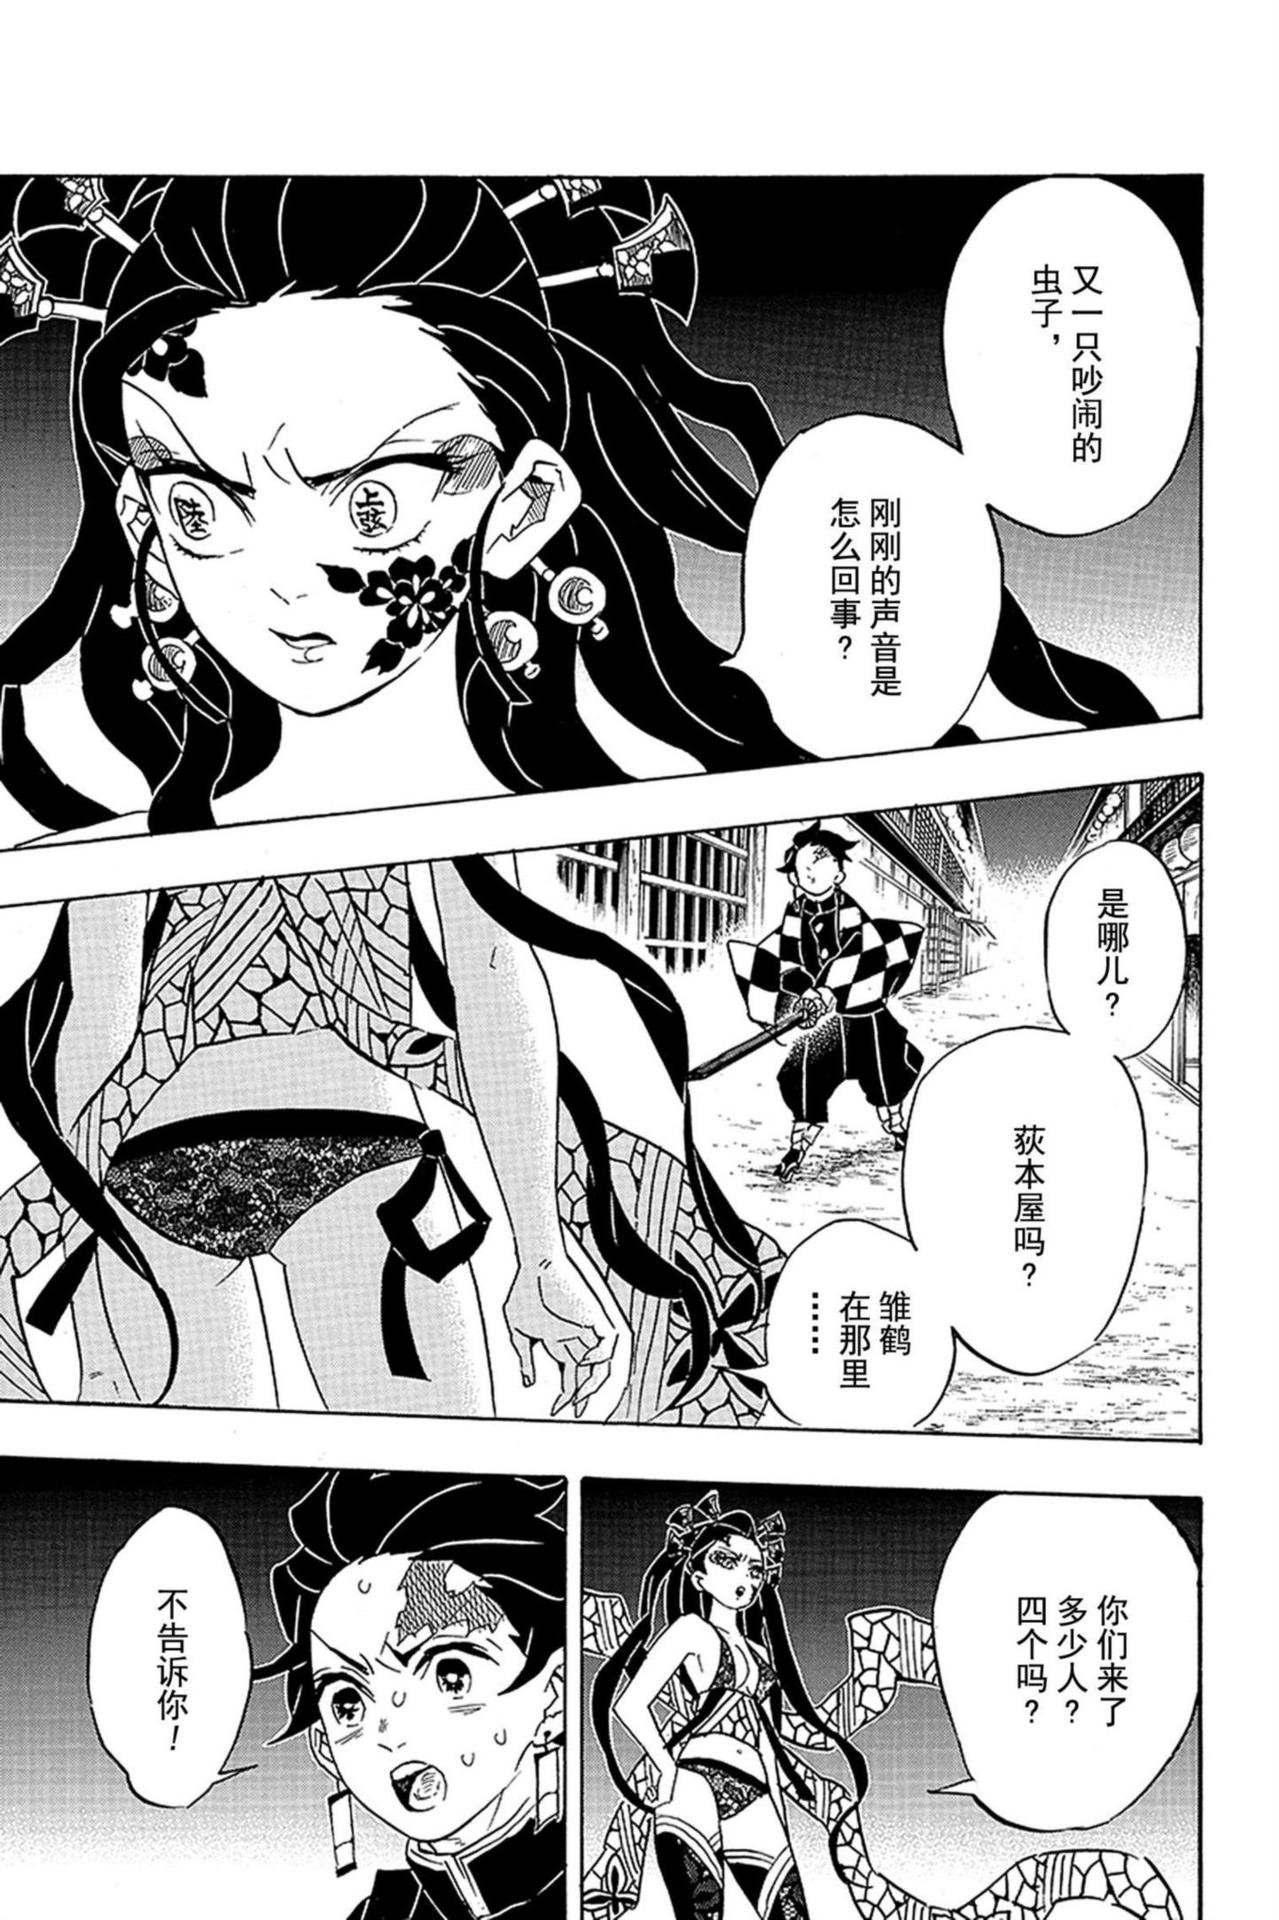 又一只吵闹的
虫子，
刚刚的声音是
怎么回事？
上弦
陸
是哪儿？
荻本屋吗？
雏鹤
在那里
……
你们来了
多少人？
四个吗？
不告诉你！